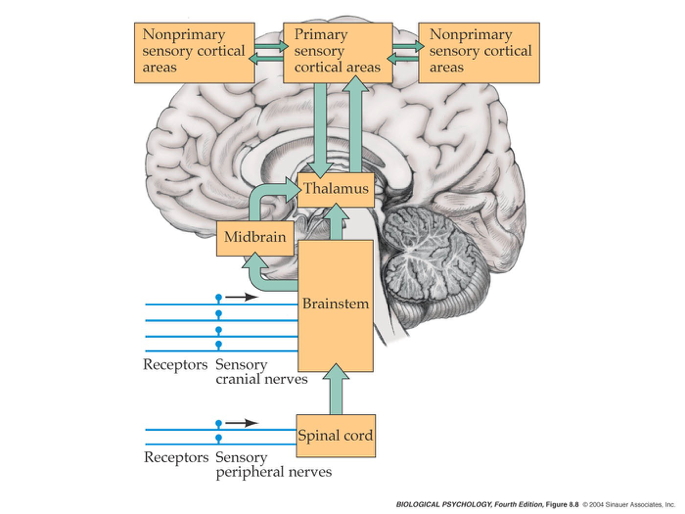 Nonprimary
sensory cortical
areas
Primary
sensory
cortical areas
Nonprimary
sensory cortical
areas
Thalamus
Midbrain
Brainstem
Receptors Sensory
cranial nerves
Spinal cord
Receptors Sensory
peripheral nerves
BIOLOGICAL PSYCHOLOGY, Fourth Edition, Figure 8.8 © 2004 Sinauer Associates, Inc.